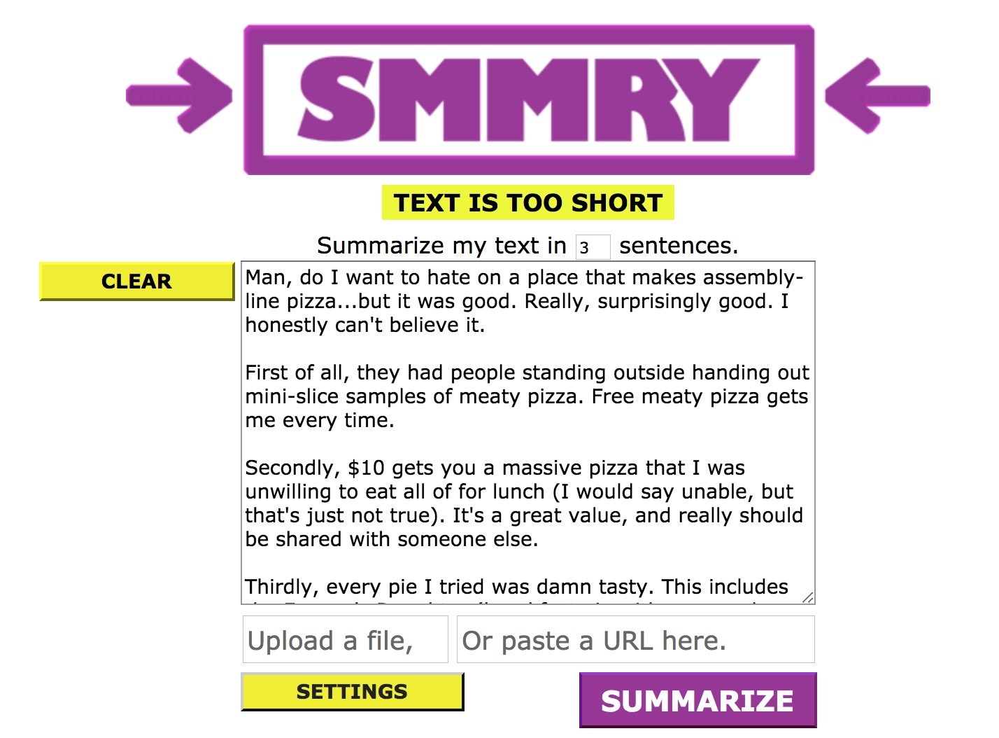 SMMRY
TEXT IS TOO SHORT
Summarize my text in 3 sentences.
CLEAR
Man, do I want to hate on a place that makes assembly-
line pizza...but it was good. Really, surprisingly good. I
honestly can't believe it.
First of all, they had people standing outside handing out
mini-slice samples of meaty pizza. Free meaty pizza gets
me every time.
Secondly, $10 gets you a massive pizza that I was
unwilling to eat all of for lunch (I would say unable, but
that's just not true). It's a great value, and really should
be shared with someone else.
Thirdly, every pie I tried was damn tasty. This includes
Upload a file,
Or paste a URL here.
SETTINGS
SUMMARIZE